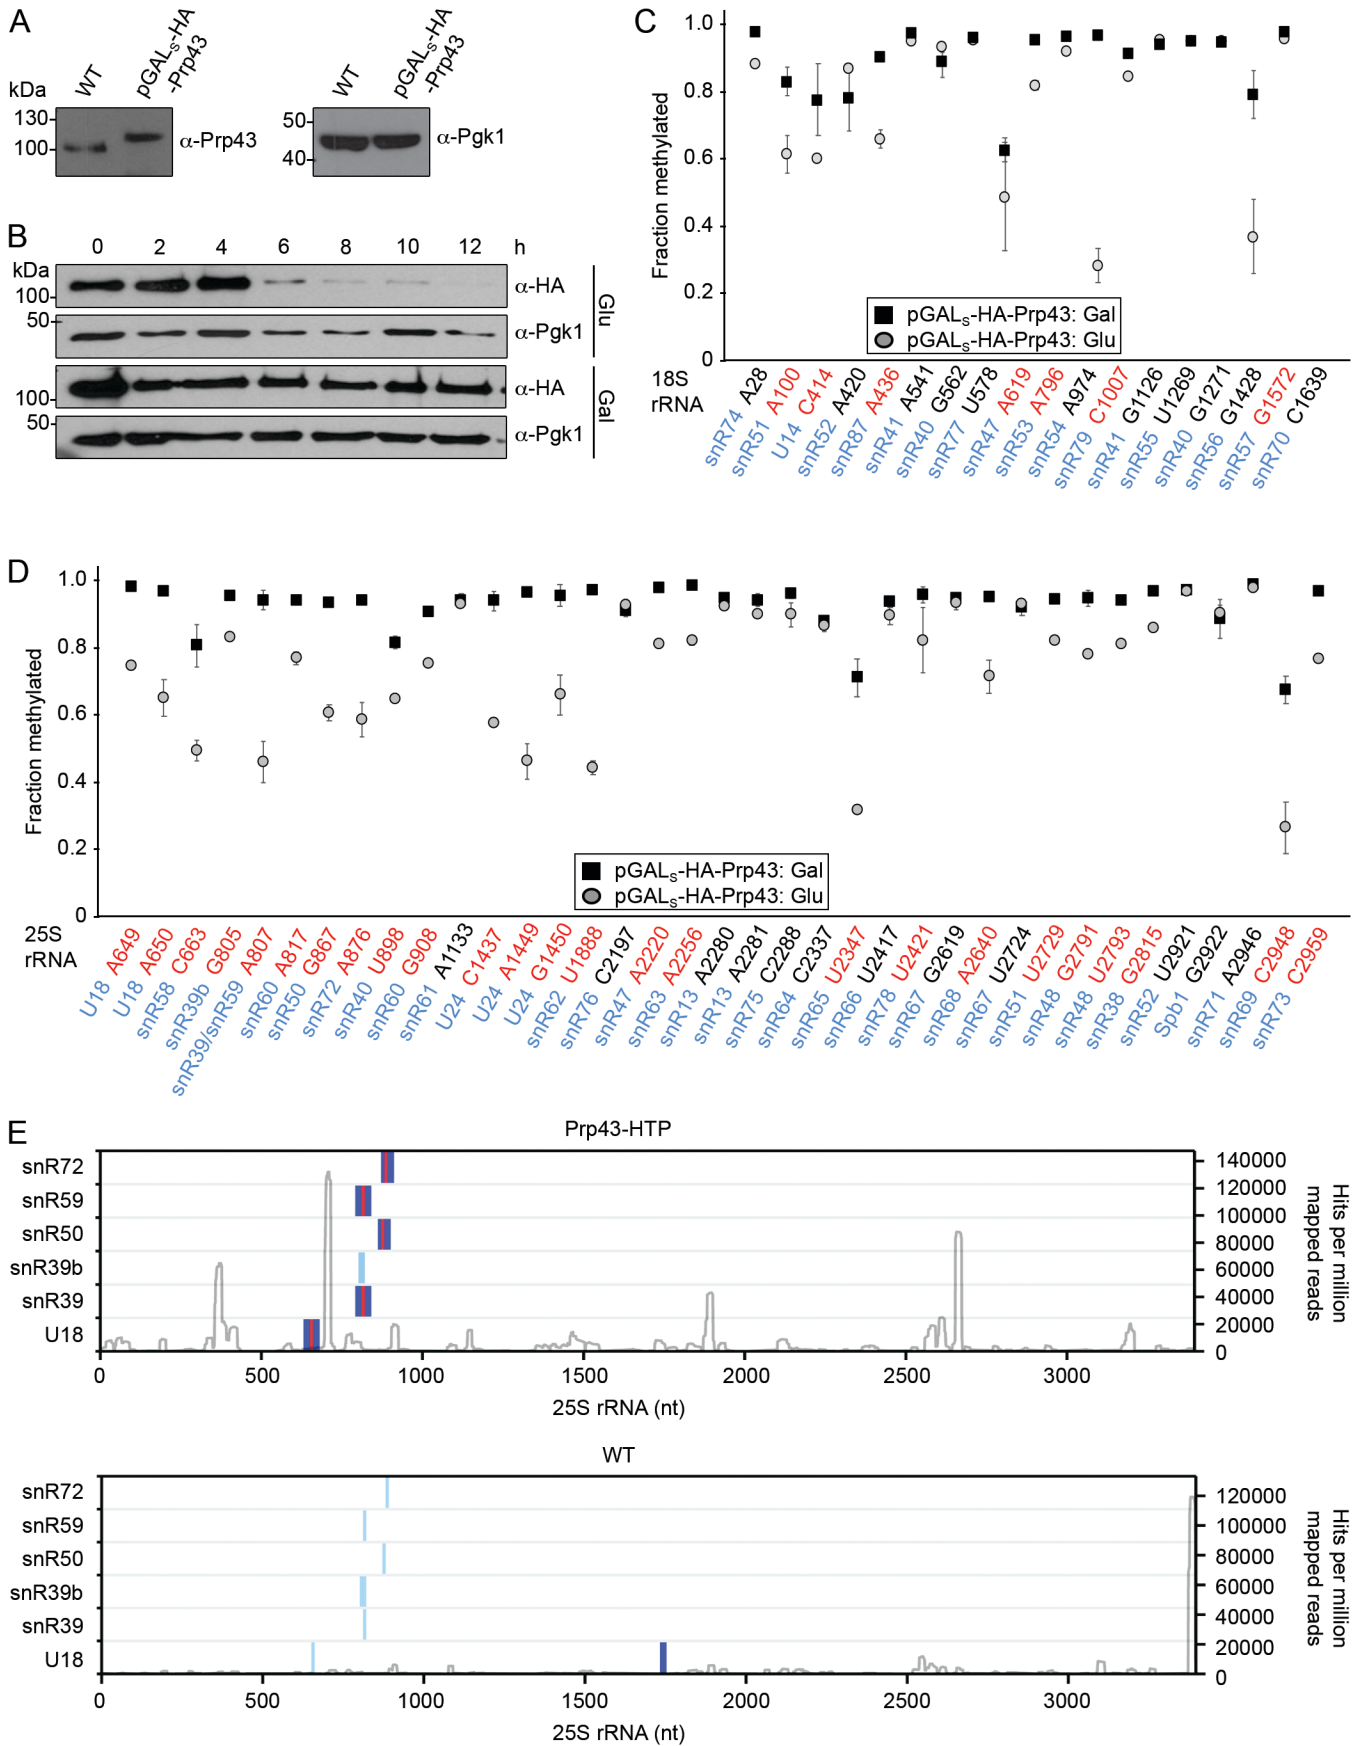 A
kDa
WT
pGALS-HA
-Prp43
130
100
α-Prp43
WT
pGALS-HA
-Prp43
50
40
α-Pgk1
B
0 2 4 6 8 10 12 h
kDa
100
α-HA
50
α-Pgk1
Glu
100
α-HA
50
α-Pgk1
Gal
C
Fraction methylated
1.0
0.8
0.6
0.4
0.2
0
pGALS-HA-Prp43: Gal
pGALS-HA-Prp43: Glu
18S
rRNA
snR74 A28
snR51 A100
U14 C414
snR52 A420
snR87 A436
snR41 A541
snR40 G562
snR77 U578
snR47 A619
snR53 A796
snR54 A974
snR79 C1007
snR41 G1126
snR55 U1269
snR40 G1271
snR56 G1428
snR57 G1572
snR70 C1639
D
Fraction methylated
1.0
0.8
0.6
0.4
0.2
0
pGALS-HA-Prp43: Gal
pGALS-HA-Prp43: Glu
25S
rRNA
U18 A649
U18 A650
snR58 C663
snR39b G805
snR39/snR59 A807
snR60 A817
snR50 G867
snR72 A876
snR40 U898
snR60 G908
snR61 A1133
U24 C1437
U24 A1449
U24 G1450
snR62 U1888
snR76 C2197
snR47 A2220
snR63 A2256
snR13 A2280
snR13 A2281
snR75 C2288
snR64 C2337
snR65 U2347
snR66 U2417
snR78 U2421
snR67 G2619
snR68 A2640
snR67 U2724
snR51 U2729
snR48 G2791
snR48 U2793
snR38 G2815
snR52 U2921
Spb1 G2922
snR71 A2946
snR69 C2948
snR73 C2959
E
Prp43-HTP
snR72
snR59
snR50
snR39b
snR39
U18
140000
120000
100000
80000
60000
40000
20000
0
Hits per million
mapped reads
0 500 1000 1500 2000 2500 3000
25S rRNA (nt)
WT
snR72
snR59
snR50
snR39b
snR39
U18
120000
100000
80000
60000
40000
20000
0
Hits per million
mapped reads
0 500 1000 1500 2000 2500 3000
25S rRNA (nt)